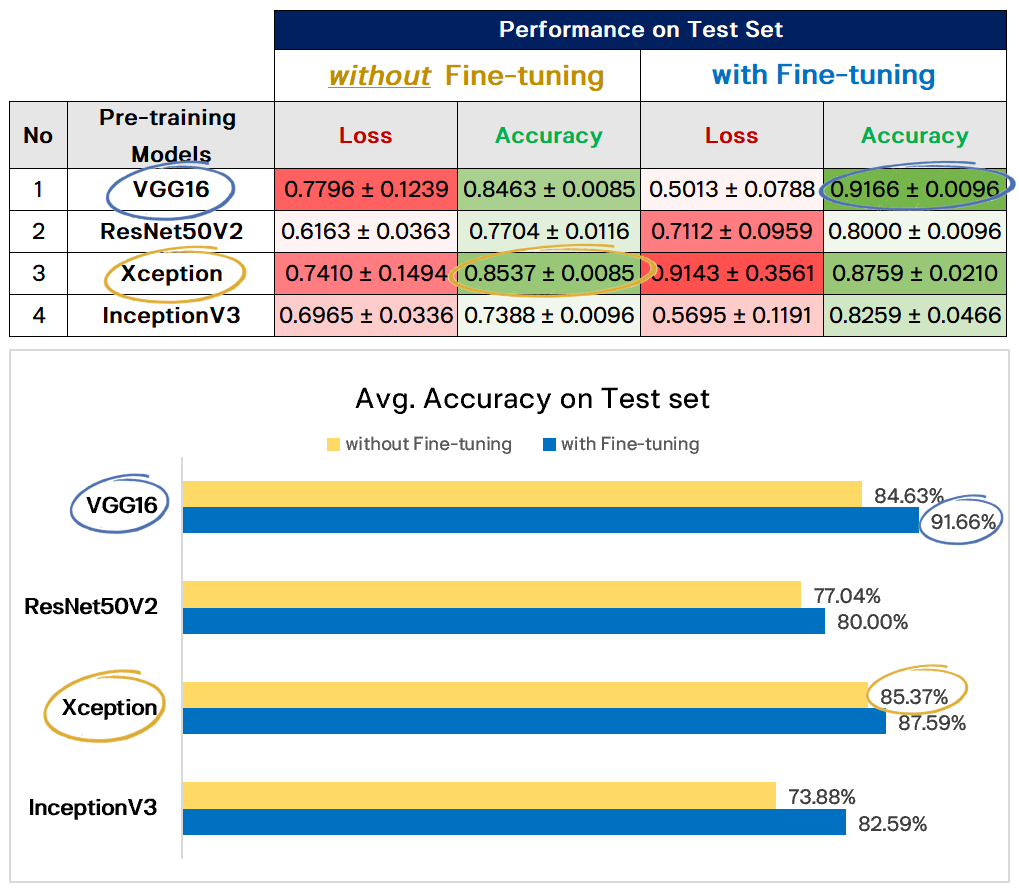 Performance on Test Set
without Fine-tuning with Fine-tuning
No Pre-training Models Loss Accuracy Loss Accuracy
1 VGG16 0.7796 ± 0.1239 0.8463 ± 0.0085 0.5013 ± 0.0788 0.9166 ± 0.0096
2 ResNet50V2 0.6163 ± 0.0363 0.7704 ± 0.0116 0.7112 ± 0.0959 0.8000 ± 0.0096
3 Xception 0.7410 ± 0.1494 0.8537 ± 0.0085 0.9143 ± 0.3561 0.8759 ± 0.0210
4 InceptionV3 0.6965 ± 0.0336 0.7388 ± 0.0096 0.5695 ± 0.1191 0.8259 ± 0.0466
Avg. Accuracy on Test set
without Fine-tuning with Fine-tuning
VGG16
84.63%
91.66%
ResNet50V2
77.04%
80.00%
Xception
85.37%
87.59%
InceptionV3
73.88%
82.59%